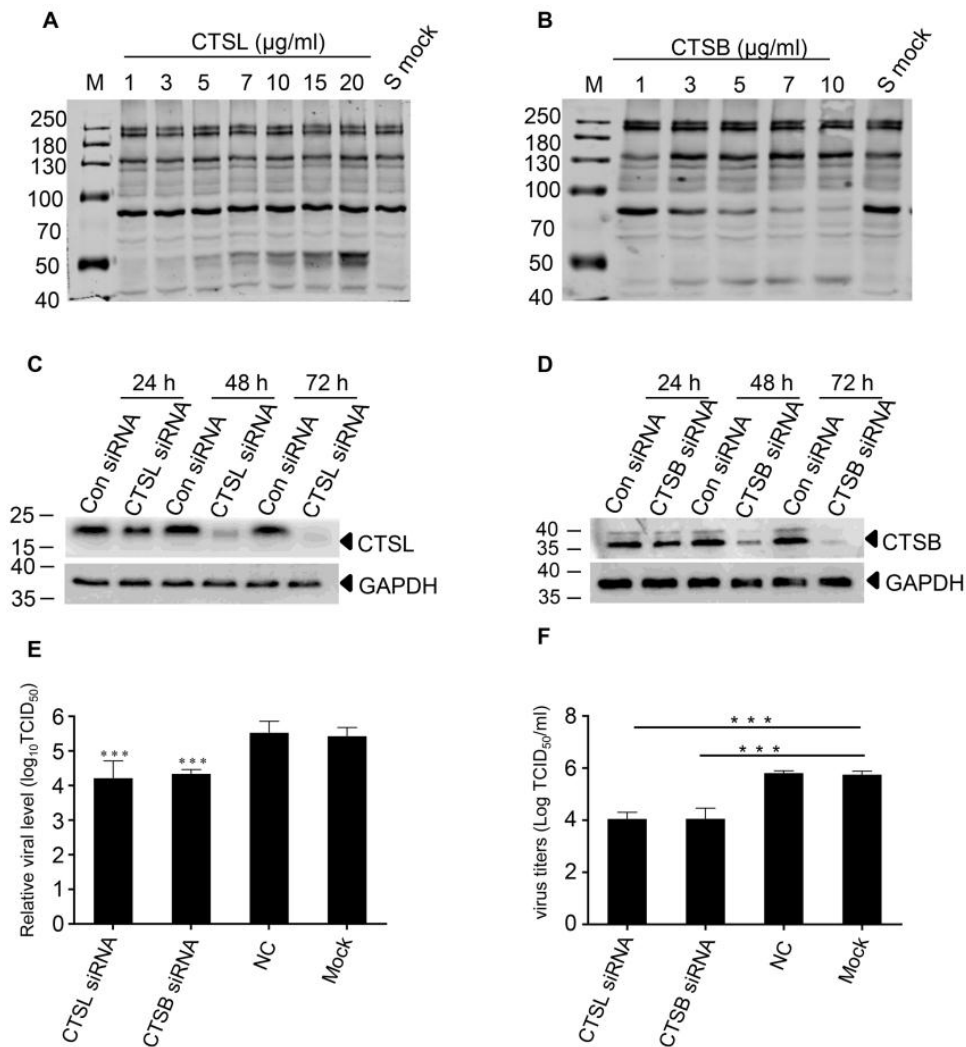 A
CTSL (µg/ml)
M 1 3 5 7 10 15 20 S mock
250
180
130
100
70
50
40
B
CTSB (µg/ml)
M 1 3 5 7 10 S mock
250
180
130
100
70
50
40
C
24 h 48 h 72 h
Con siRNA CTSL siRNA Con siRNA CTSL siRNA Con siRNA CTSL siRNA
25
15
CTSL
40
35
GAPDH
D
24 h 48 h 72 h
Con siRNA CTSB siRNA Con siRNA CTSB siRNA Con siRNA CTSB siRNA
40
35
CTSB
40
35
GAPDH
E
Relative viral level (log₁₀TCID₅₀)
6
5
4
3
2
1
0
*** ***
CTSL siRNA CTSB siRNA NC Mock
F
virus titers (Log TCID₅₀/ml)
8
6
4
2
0
* * *
* * *
CTSL siRNA CTSB siRNA NC Mock